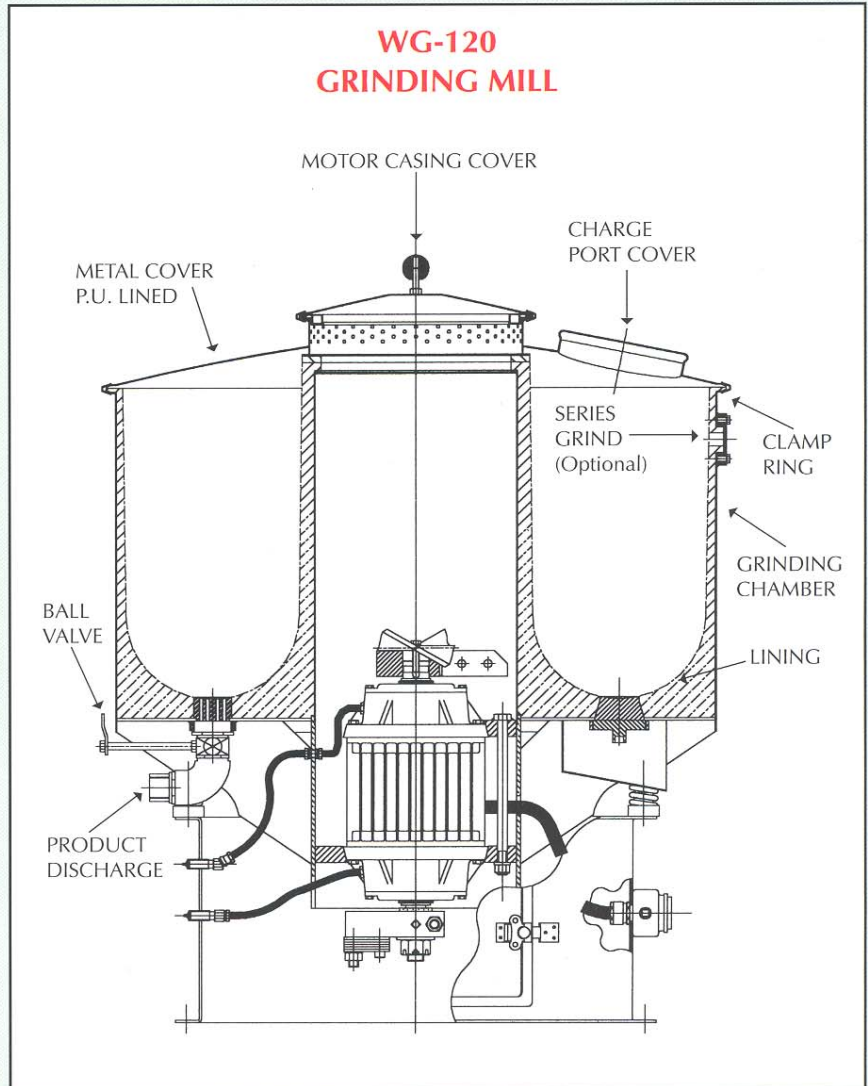 WG-120
GRINDING MILL
MOTOR CASING COVER
CHARGE
PORT COVER
METAL COVER
P.U. LINED
SERIES
GRIND
(Optional)
CLAMP
RING
GRINDING
CHAMBER
BALL
VALVE
LINING
PRODUCT
DISCHARGE